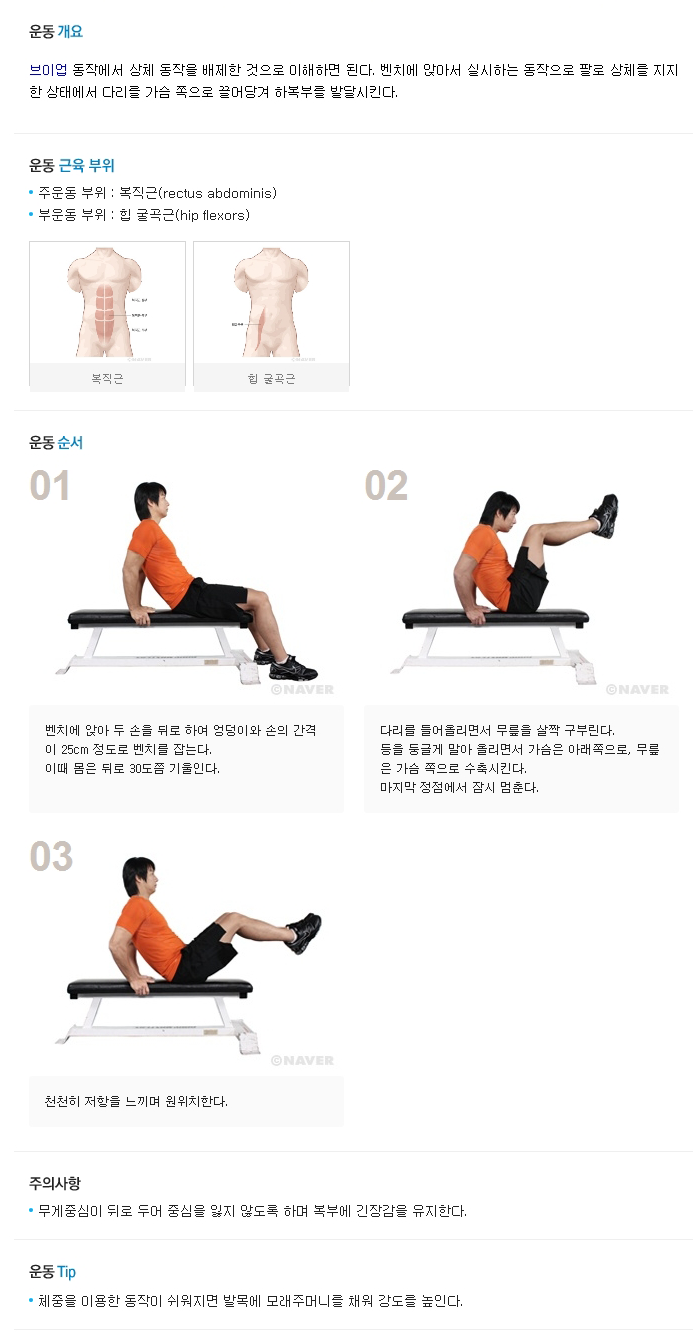 운동 개요
브이업 동작에서 상체 동작을 배제한 것으로 이해하면 된다. 벤치에 앉아서 실시하는 동작으로 팔로 상체를 지지
한 상태에서 다리를 가슴 쪽으로 끌어당겨 하복부를 발달시킨다.
운동 근육 부위
• 주운동 부위 : 복직근(rectus abdominis)
• 부운동 부위 : 힙 굴곡근(hip flexors)
©NAVER
©NAVER
복직근
힙 굴곡근
운동 순서
01
02
©NAVER
©NAVER
벤치에 앉아 두 손을 뒤로 하여 엉덩이와 손의 간격
이 25cm 정도로 벤치를 잡는다.
이때 몸은 뒤로 30도쯤 기울인다.
다리를 들어올리면서 무릎을 살짝 구부린다.
등을 둥글게 말아 올리면서 가슴은 아래쪽으로, 무릎
은 가슴 쪽으로 수축시킨다.
마지막 정점에서 잠시 멈춘다.
03
©NAVER
천천히 저항을 느끼며 원위치한다.
주의사항
• 무게중심이 뒤로 두어 중심을 잃지 않도록 하며 복부에 긴장감을 유지한다.
운동 Tip
• 체중을 이용한 동작이 쉬워지면 발목에 모래주머니를 채워 강도를 높인다.